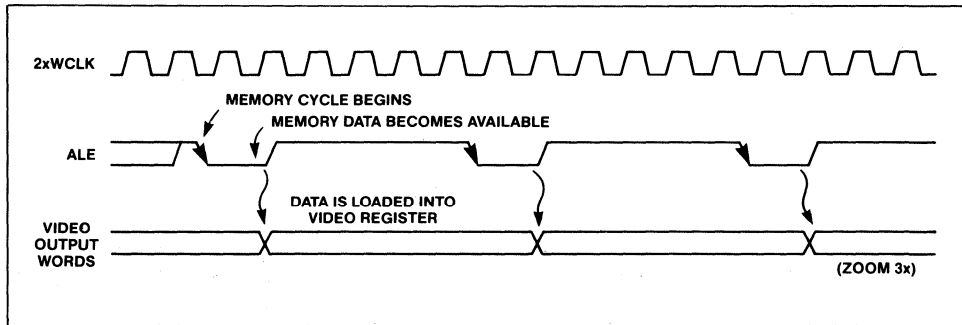 2xWCLK
MEMORY CYCLE BEGINS
MEMORY DATA BECOMES AVAILABLE
ALE
DATA IS LOADED INTO
VIDEO REGISTER
VIDEO
OUTPUT
WORDS
(ZOOM 3x)